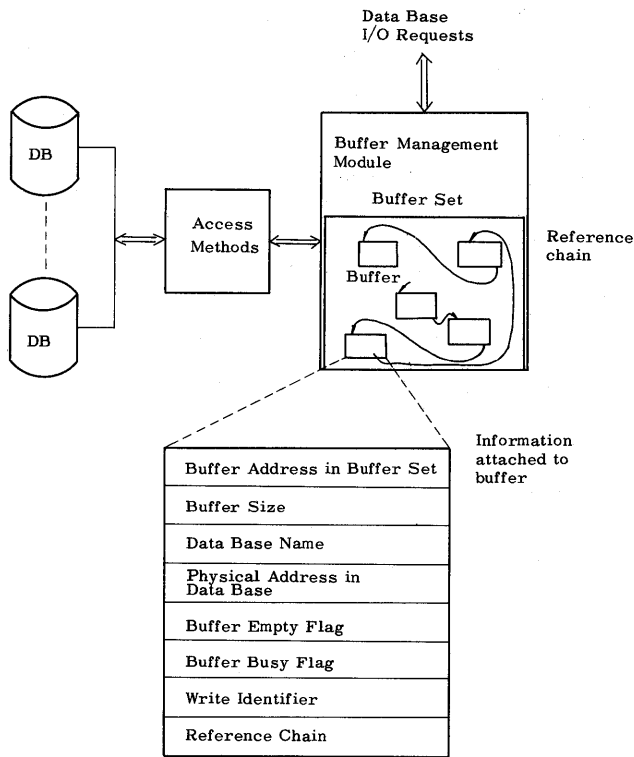 Data Base
I/O Requests
DB
Buffer Management
Module
Buffer Set
Access
Methods
Reference
chain
Buffer
DB
Information
attached to
buffer
Buffer Address in Buffer Set
Buffer Size
Data Base Name
Physical Address in
Data Base
Buffer Empty Flag
Buffer Busy Flag
Write Identifier
Reference Chain